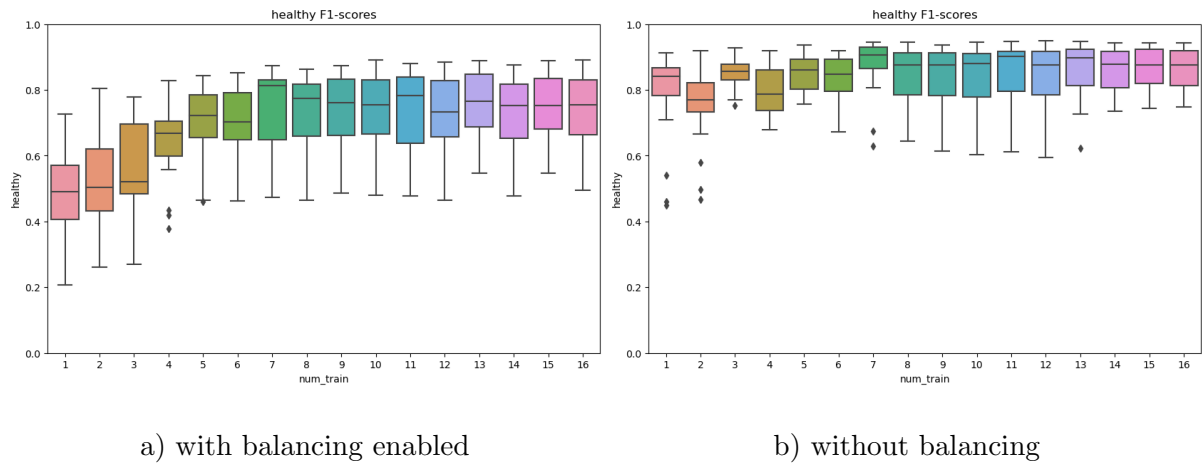 healthy F1-scores
1.0
0.8
0.6
0.4
0.2
0.0
healthy
1 2 3 4 5 6 7 8 9 10 11 12 13 14 15 16
num_train
a) with balancing enabled
healthy F1-scores
1.0
0.8
0.6
0.4
0.2
0.0
healthy
1 2 3 4 5 6 7 8 9 10 11 12 13 14 15 16
num_train
b) without balancing